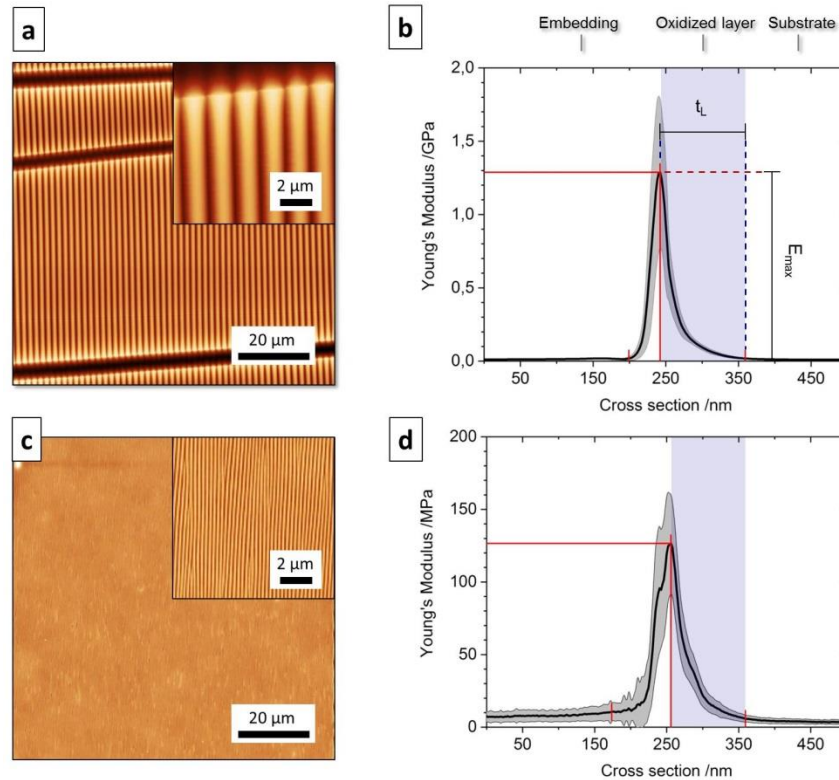 a
2 µm
20 µm
b
Embedding Oxidized layer Substrate
2,0
1,5
1,0
0,5
0,0
Young's Modulus /GPa
tL
Emax
50 150 250 350 450
Cross section /nm
c
2 µm
20 µm
d
200
150
100
50
0
Young's Modulus /MPa
50 150 250 350 450
Cross section /nm